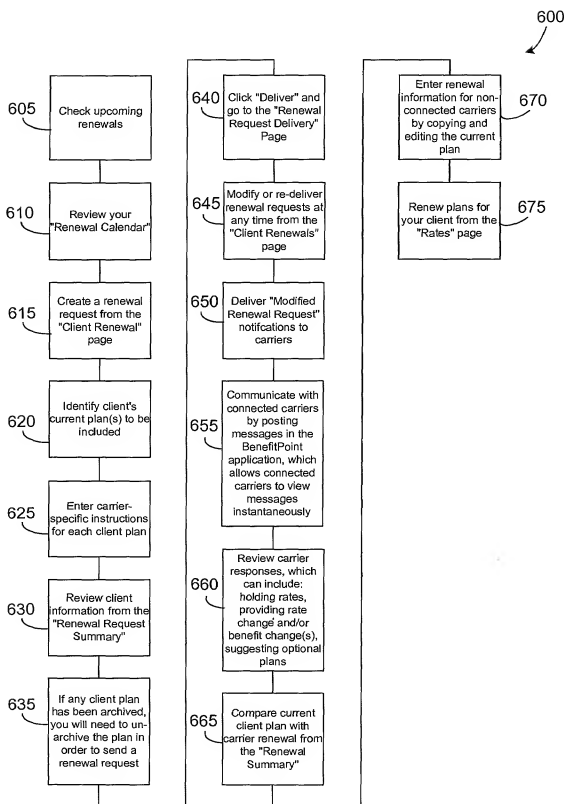 600
605
Check upcoming
renewals
610
Review your
"Renewal Calendar"
615
Create a renewal
request from the
"Client Renewal"
page
620
Identify client's
current plan(s) to be
included
625
Enter carrier-
specific instructions
for each client plan
630
Review client
information from the
"Renewal Request
Summary"
635
If any client plan
has been archived,
you will need to un-
archive the plan in
order to send a
renewal request
640
Click "Deliver" and
go to the "Renewal
Request Delivery"
Page
645
Modify or re-deliver
renewal requests at
any time from the
"Client Renewals"
page
650
Deliver "Modified
Renewal Request"
notifcations to
carriers
655
Communicate with
connected carriers
by posting
messages in the
BenefitPoint
application, which
allows connected
carriers to view
messages
instantaneously
660
Review carrier
responses, which
can include:
holding rates,
providing rate
change and/or
benefit change(s),
suggesting optional
plans
665
Compare current
client plan with
carrier renewal from
the "Renewal
Summary"
670
Enter renewal
information for non-
connected carriers
by copying and
editing the current
plan
675
Renew plans for
your client from the
"Rates" page